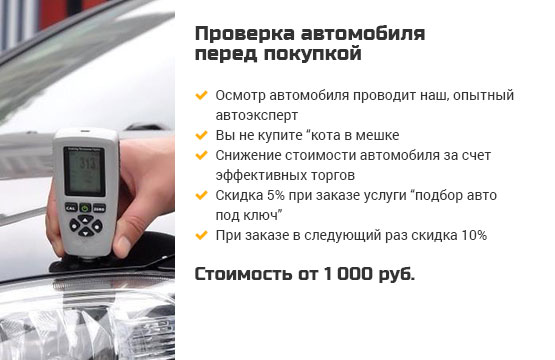 Проверка автомобиля
перед покупкой
Осмотр автомобиля проводит наш, опытный
автоэксперт
Вы не купите “кота в мешке
Снижение стоимости автомобиля за счет
эффективных торгов
Скидка 5% при заказе услуги “подбор авто
под ключ”
При заказе в следующий раз скидка 10%
Стоимость от 1 000 руб.